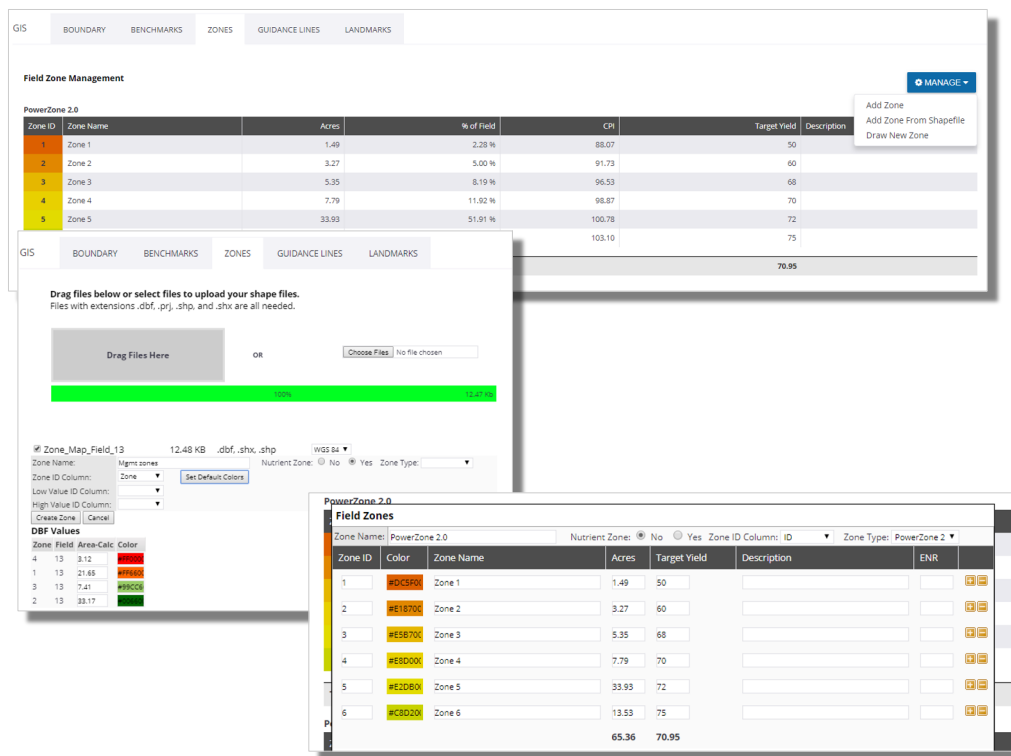 GIS BOUNDARY BENCHMARKS ZONES GUIDANCE LINES LANDMARKS
Field Zone Management
MANAGE
Add Zone
Add Zone From Shapefile
Draw New Zone
PowerZone 2.0
Zone ID Zone Name Acres % of Field CPI Target Yield Description
1 Zone 1 1.49 2.28 % 88.07 50
2 Zone 2 3.27 5.00 % 91.73 60
3 Zone 3 5.35 8.19 % 96.53 68
4 Zone 4 7.79 11.92 % 98.87 70
5 Zone 5 33.93 51.91 % 100.78 72
103.10 75
70.95
GIS BOUNDARY BENCHMARKS ZONES GUIDANCE LINES LANDMARKS
Drag files below or select files to upload your shape files.
Files with extensions .dbf, .prj, .shp, and .shx are all needed.
Drag Files Here OR Choose Files No file chosen
100% 12.47 Kb
Zone_Map_Field_13 12.48 KB .dbf, .shx, .shp WGS 84
Zone Name: Mgmt zones Nutrient Zone: No Yes Zone Type:
Zone ID Column: Zone Set Default Colors
Low Value ID Column:
High Value ID Column:
Create Zone Cancel
DBF Values
Zone Field Area-Calc Color
4 13 3.12
1 13 21.65 #FF660
3 13 7.41 #99CC6
2 13 33.17
PowerZone 2.0
Field Zones
Zone Name: PowerZone 2.0 Nutrient Zone: No Yes Zone ID Column: ID Zone Type: PowerZone 2
Zone ID Color Zone Name Acres Target Yield Description ENR
1 #DC5F0 Zone 1 1.49 50
2 #E1870 Zone 2 3.27 60
3 #E5B70 Zone 3 5.35 68
4 #E8D00 Zone 4 7.79 70
5 #E2DB0 Zone 5 33.93 72
6 #C8D20 Zone 6 13.53 75
65.36 70.95